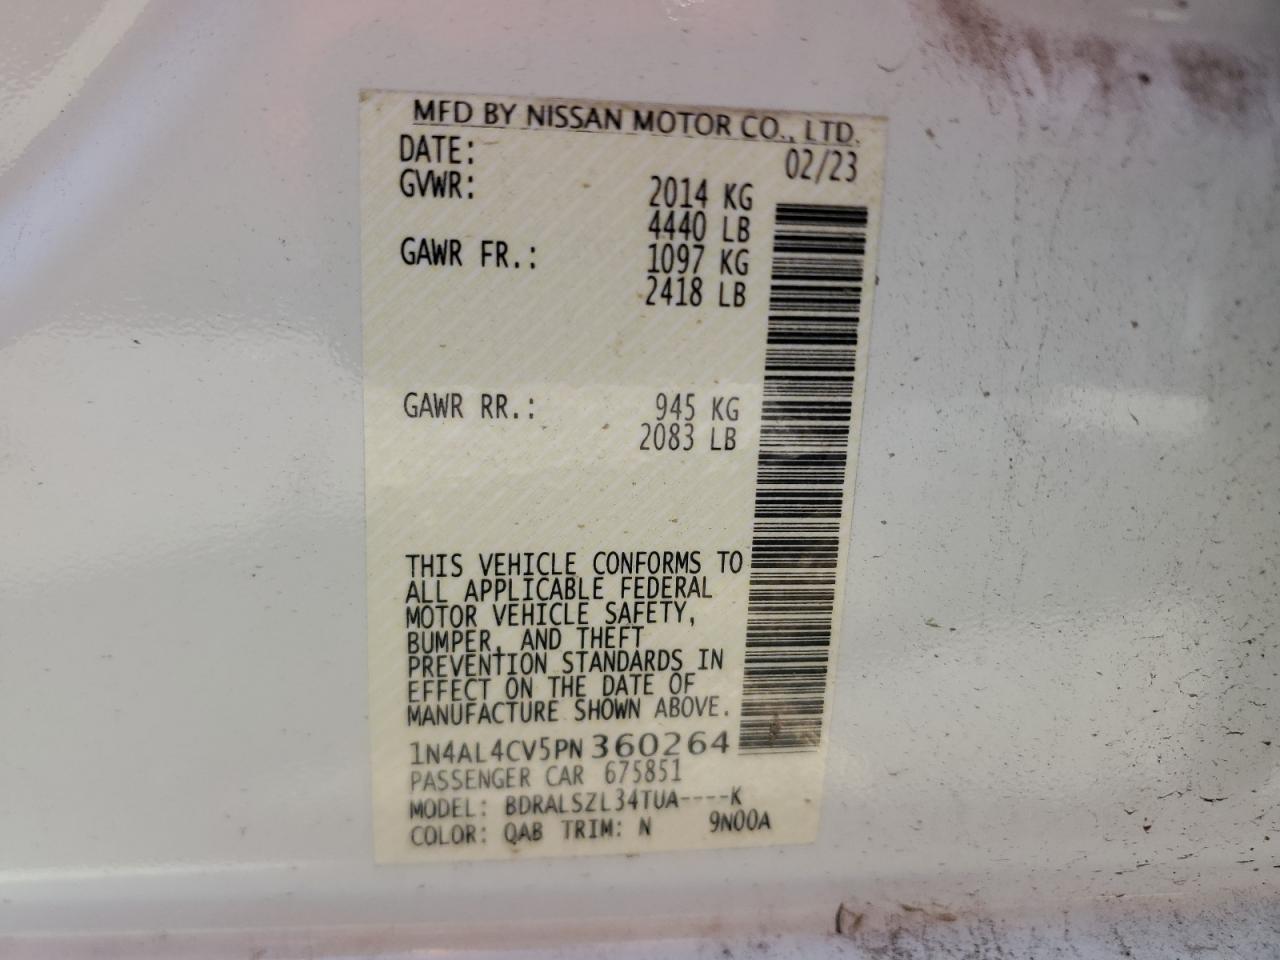 MFD BY NISSAN MOTOR CO., LTD.
DATE: 02/23
GVWR: 2014 KG
4440 LB
GAWR FR.: 1097 KG
2418 LB
GAWR RR.: 945 KG
2083 LB
THIS VEHICLE CONFORMS TO
ALL APPLICABLE FEDERAL
MOTOR VEHICLE SAFETY,
BUMPER, AND THEFT
PREVENTION STANDARDS IN
EFFECT ON THE DATE OF
MANUFACTURE SHOWN ABOVE.
1N4AL4CV5PN360264
PASSENGER CAR 675851
MODEL: BDRALSZL34TUA----K
COLOR: QAB TRIM: N 9N00A